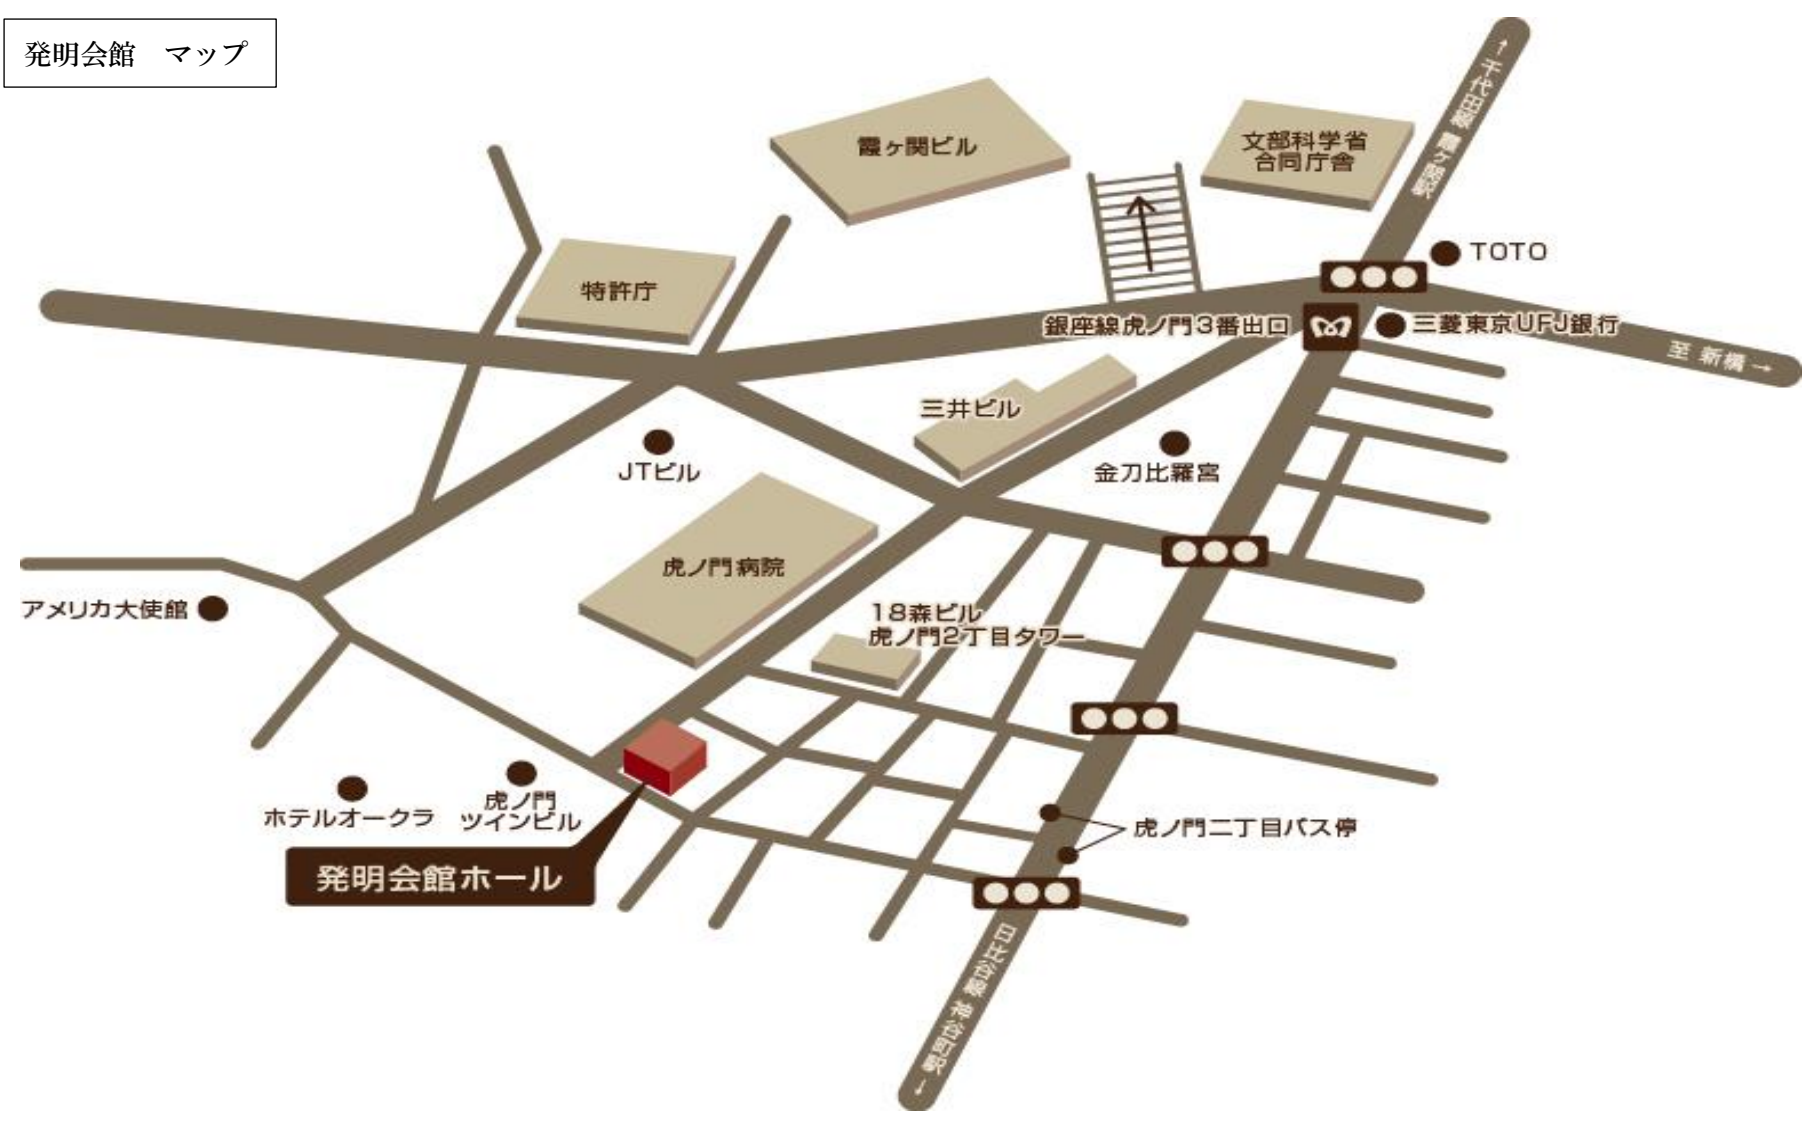 発明会館　マップ
↑千代田線 霞ヶ関駅
霞ヶ関ビル
文部科学省
合同庁舎
TOTO
特許庁
銀座線虎ノ門3番出口
三菱東京UFJ銀行
至 新橋→
三井ビル
JTビル
金刀比羅宮
虎ノ門病院
アメリカ大使館
18森ビル
虎ノ門2丁目タワー
ホテルオークラ
虎ノ門
ツインビル
虎ノ門二丁目バス停
発明会館ホール
日比谷線 神谷町駅→